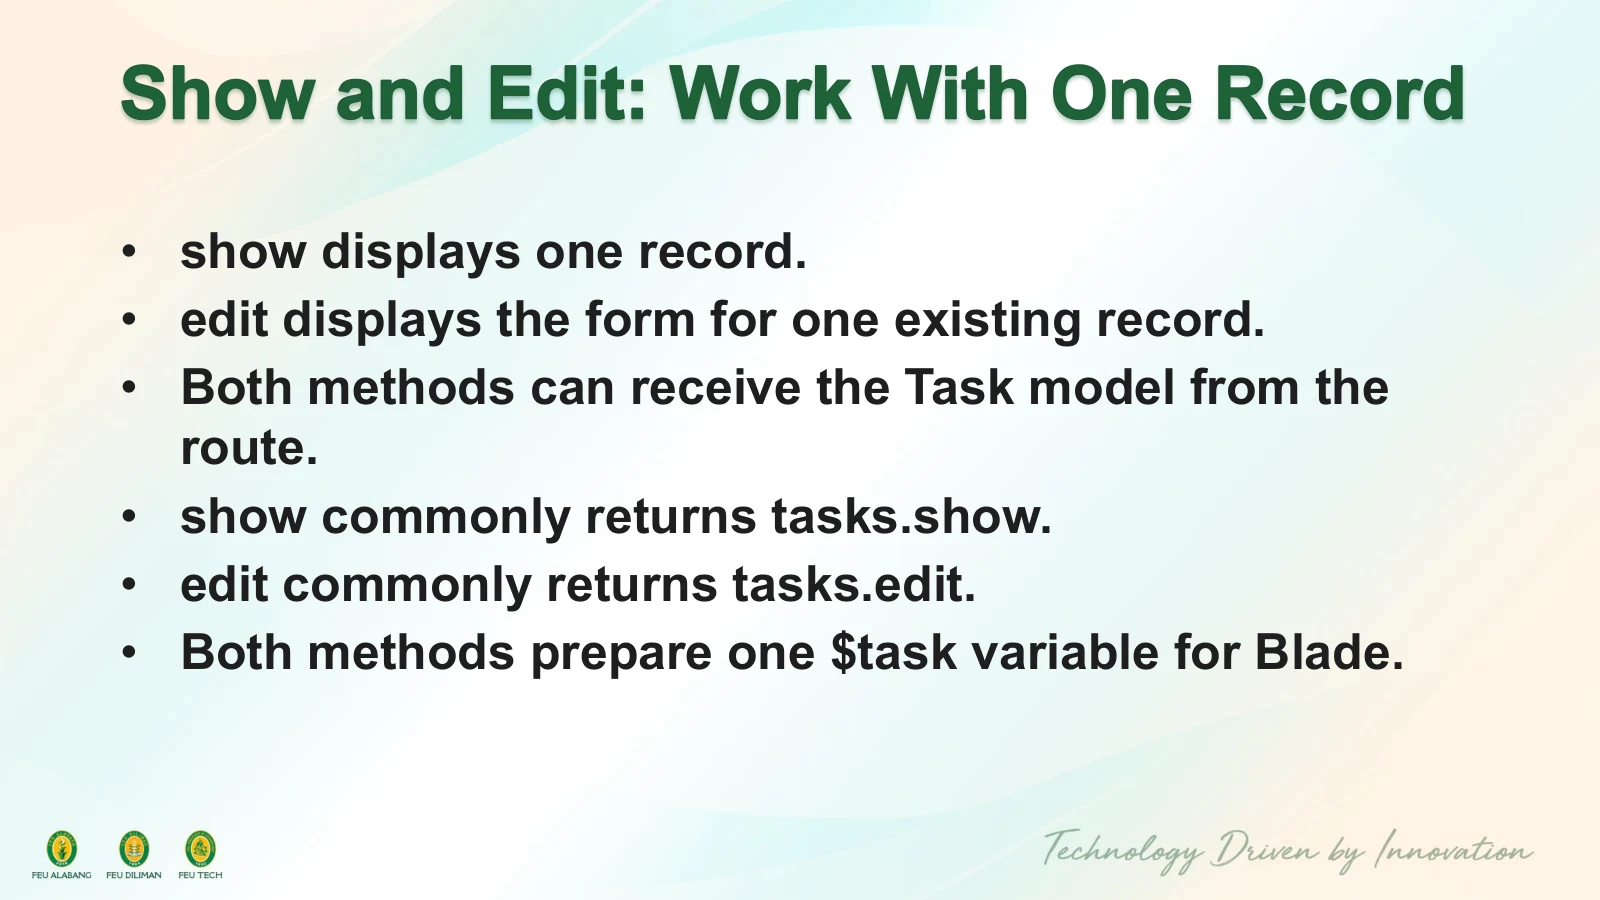 Show and Edit: Work With One Record
• show displays one record.
• edit displays the form for one existing record.
• Both methods can receive the Task model from the
route.
• show commonly returns tasks.show.
• edit commonly returns tasks.edit.
• Both methods prepare one $task variable for Blade.
FEU ALABANG FEU DILIMAN FEU TECH
Technology Driven by Innovation